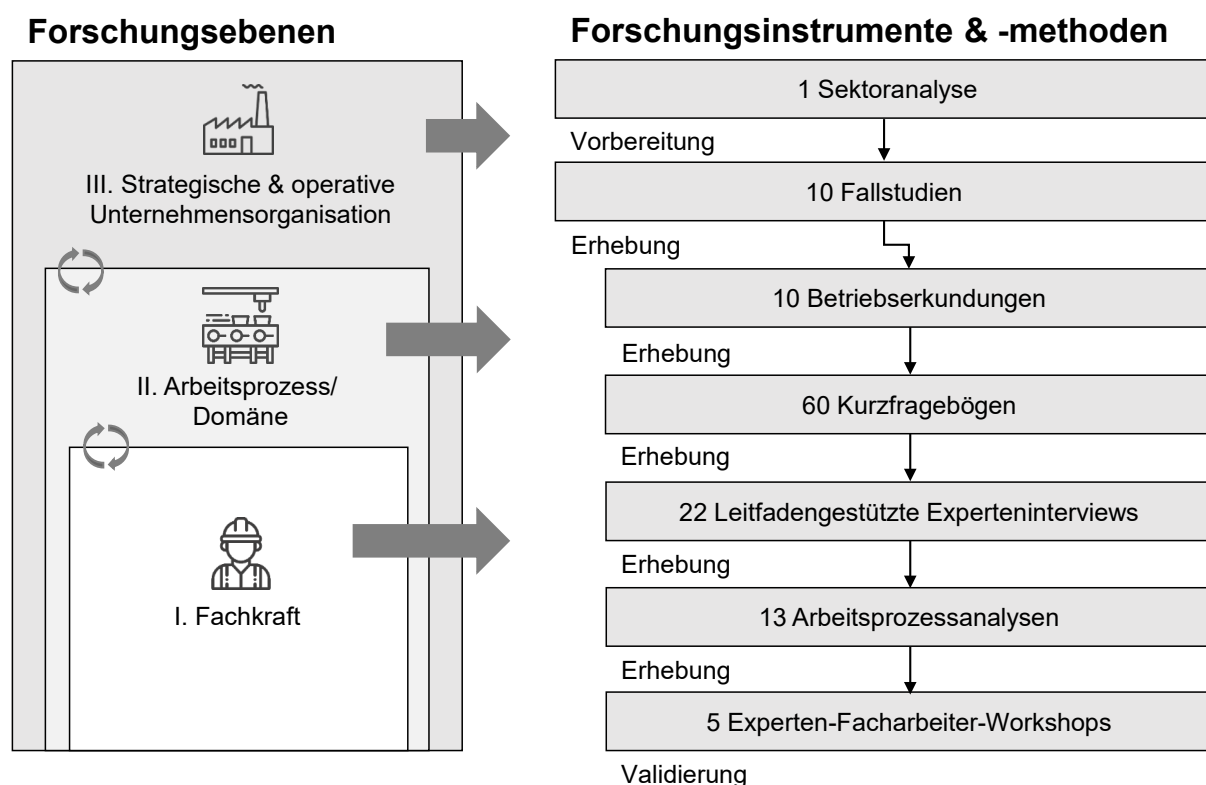 Forschungsebenen
III. Strategische & operative
Unternehmensorganisation
II. Arbeitsprozess/
Domäne
I. Fachkraft
Forschungsinstrumente & -methoden
1 Sektoranalyse
Vorbereitung
10 Fallstudien
Erhebung
10 Betriebserkundungen
Erhebung
60 Kurzfragebögen
Erhebung
22 Leitfadengestützte Experteninterviews
Erhebung
13 Arbeitsprozessanalysen
Erhebung
5 Experten-Facharbeiter-Workshops
Validierung